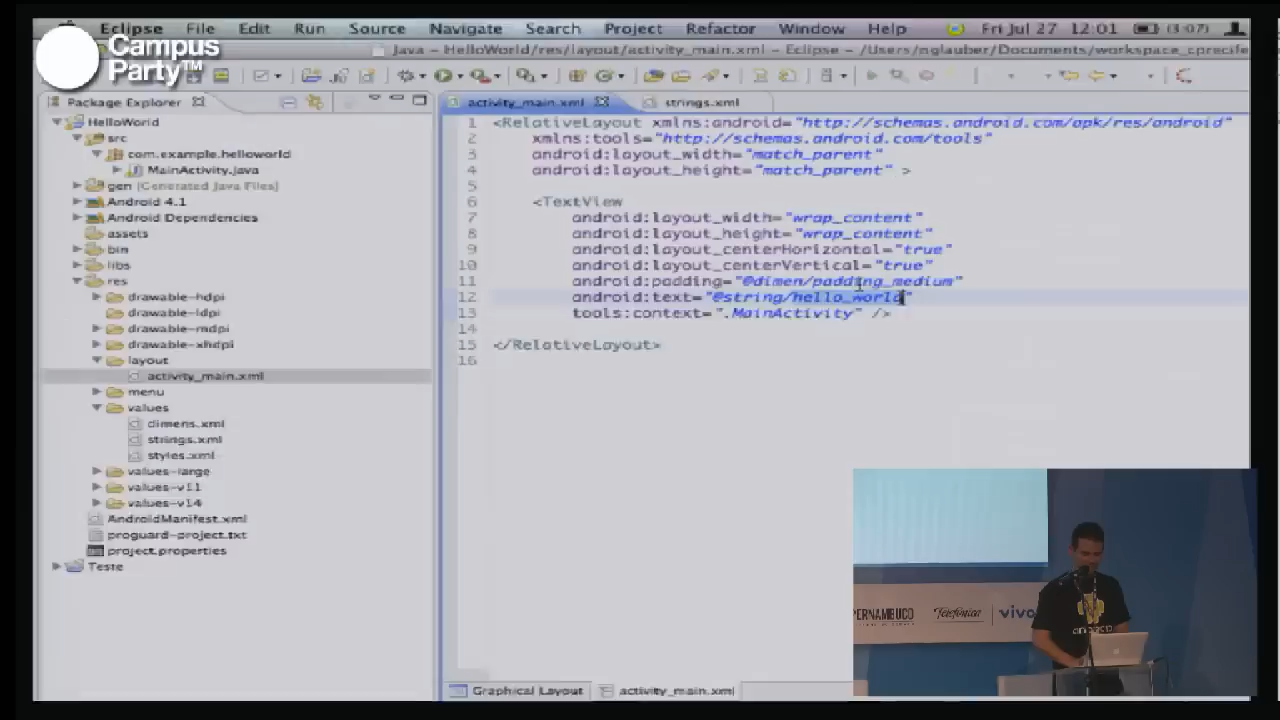 Eclipse File Edit Run Source Navigate Search Project Refactor Window Help Fri Jul 27 12:01 (3:07)
Campus
Party™
Java – HelloWorld/res/layout/activity_main.xml – Eclipse – /Users/nglauber/Documents/workspace_cprecife
Package Explorer
activity_main.xml
strings.xml
HelloWorld
src
com.example.helloworld
MainActivity.java
gen [Generated Java Files]
Android 4.1
Android Dependencies
assets
bin
libs
res
drawable-hdpi
drawable-ldpi
drawable-mdpi
drawable-xhdpi
layout
activity_main.xml
menu
values
dimens.xml
strings.xml
styles.xml
values-large
values-v11
values-v14
AndroidManifest.xml
proguard-project.txt
project.properties
Teste
1 <RelativeLayout xmlns:android="http://schemas.android.com/apk/res/android"
2 xmlns:tools="http://schemas.android.com/tools"
3 android:layout_width="match_parent"
4 android:layout_height="match_parent" >
5
6 <TextView
7 android:layout_width="wrap_content"
8 android:layout_height="wrap_content"
9 android:layout_centerHorizontal="true"
10 android:layout_centerVertical="true"
11 android:padding="@dimen/padding_medium"
12 android:text="@string/hello_world"
13 tools:context=".MainActivity" />
14
15 </RelativeLayout>
16
Graphical Layout
activity_main.xml
PERNAMBUCO
Telefónica
vivo